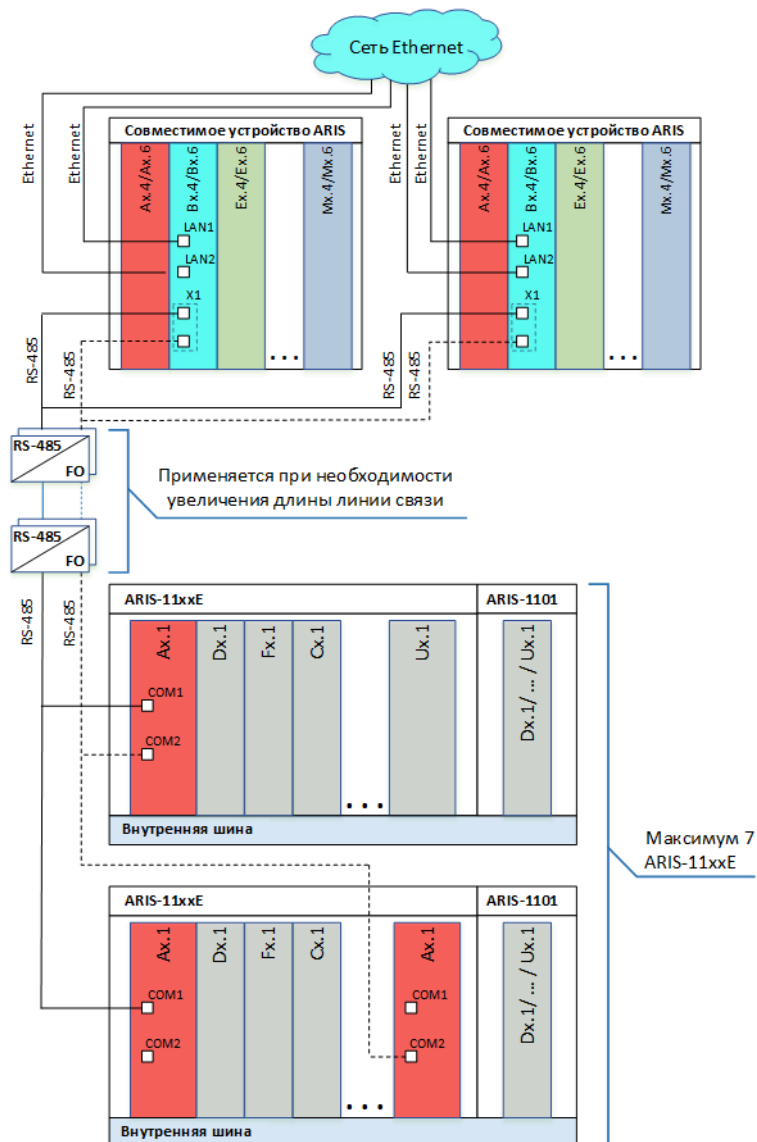 Сеть Ethernet
Ethernet
Ethernet
Ethernet
Ethernet
Совместимое устройство ARIS
Ax.4/Ax.6
Bx.4/Bx.6
Ex.4/Ex.6
Mx.4/Mx.6
LAN1
LAN2
X1
...
Совместимое устройство ARIS
Ax.4/Ax.6
Bx.4/Bx.6
Ex.4/Ex.6
Mx.4/Mx.6
LAN1
LAN2
X1
...
RS-485
RS-485
RS-485
RS-485
RS-485
FO
Применяется при необходимости
увеличения длины линии связи
RS-485
FO
RS-485
RS-485
ARIS-11xxE
ARIS-1101
Ax.1
Dx.1
Fx.1
Cx.1
Ux.1
Dx.1/ ... / Ux.1
COM1
COM2
...
Внутренняя шина
Максимум 7
ARIS-11xxE
ARIS-11xxE
ARIS-1101
Ax.1
Dx.1
Fx.1
Cx.1
Ax.1
Dx.1/ ... / Ux.1
COM1
COM2
COM1
COM2
...
Внутренняя шина